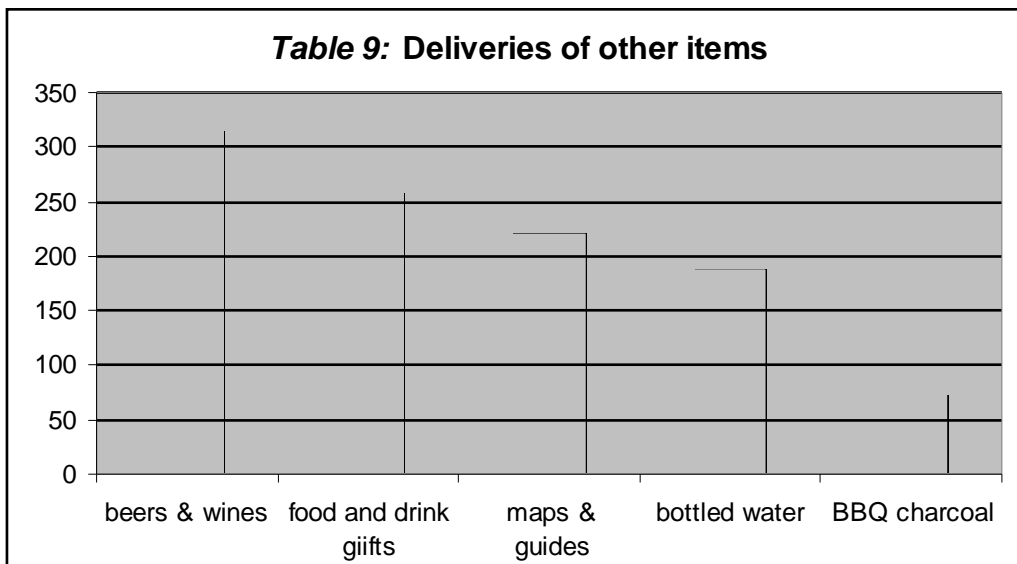 Table 9: Deliveries of other items
350
300
250
200
150
100
50
0
beers & wines
food and drink
giifts
maps &
guides
bottled water
BBQ charcoal